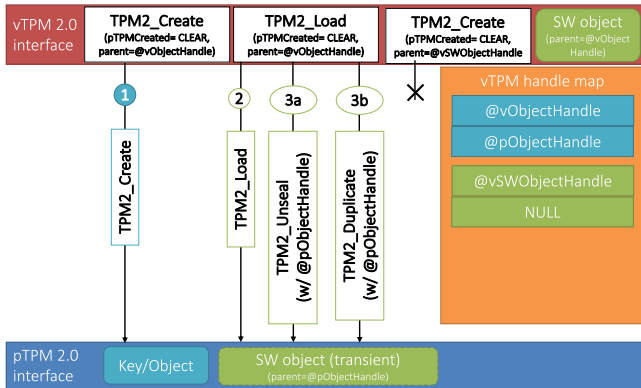 vTPM 2.0
interface
TPM2_Create
(pTPMCreated= CLEAR,
parent=@vObjectHandle)
TPM2_Load
(pTPMCreated= CLEAR,
parent=@vObjectHandle)
TPM2_Create
(pTPMCreated= CLEAR,
parent=@vSWObjectHandle
SW object
(parent=@vObject
Handle)
1
2
3a
3b
TPM2_Create
TPM2_Load
TPM2_Unseal
(w/ @pObjectHandle)
TPM2_Duplicate
(w/ @pObjectHandle)
vTPM handle map
@vObjectHandle
@pObjectHandle
@vSWObjectHandle
NULL
pTPM 2.0
interface
Key/Object
SW object (transient)
(parent=@pObjectHandle)